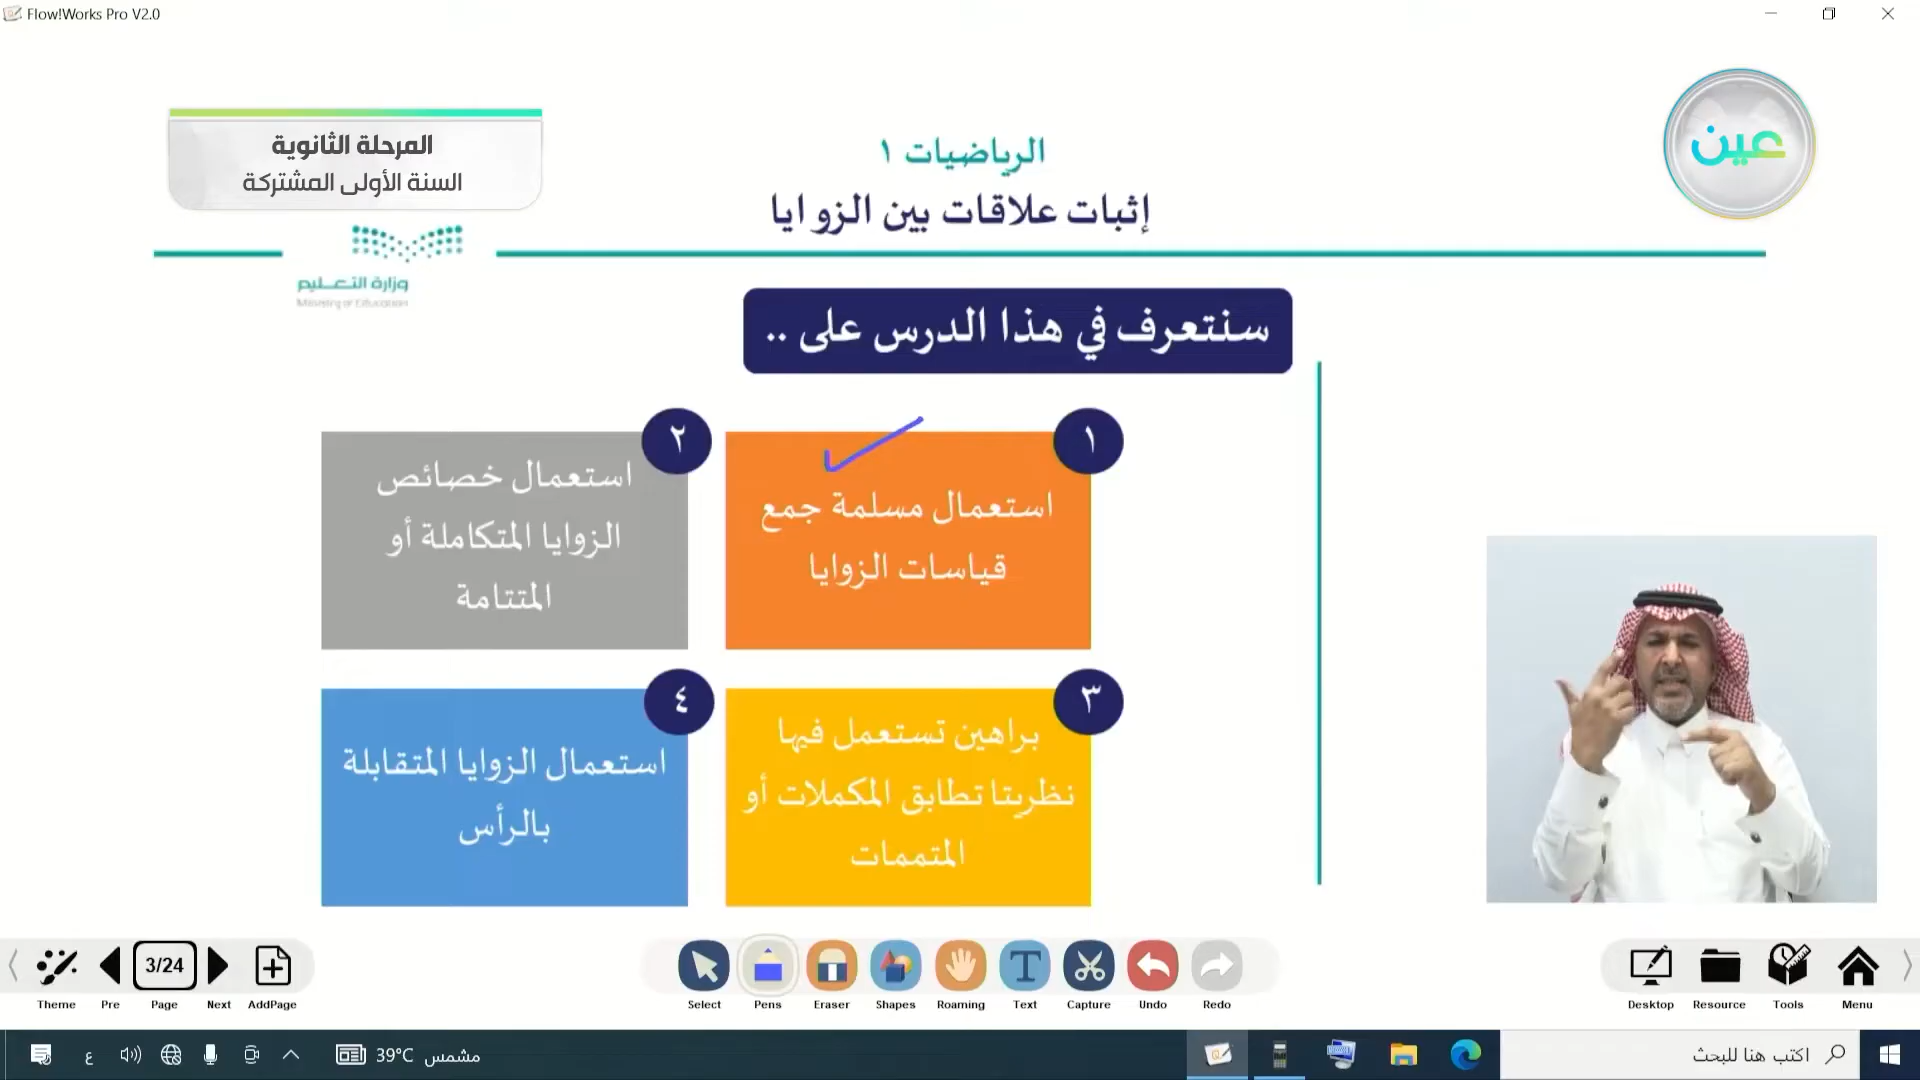 Flow!Works Pro V2.0
عين
الرياضيات ١
إثبات علاقات بين الزوايا
المرحلة الثانوية
السنة الأولى المشتركة
وزارة التعليم
Ministry of Education
سنتعرف في هذا الدرس على ..
١
استعمال مسلمة جمع
قياسات الزوايا
٢
استعمال خصائص
الزوايا المتكاملة أو
المتتامة
٣
براهين تستعمل فيها
نظريتا تطابق المكملات أو
المتممات
٤
استعمال الزوايا المتقابلة
بالرأس
3/24
Theme Pre Page Next AddPage
T
Select Pens Eraser Shapes Roaming Text Capture Undo Redo
Desktop Resource Tools Menu
ع
39°C مشمس
اكتب هنا للبحث